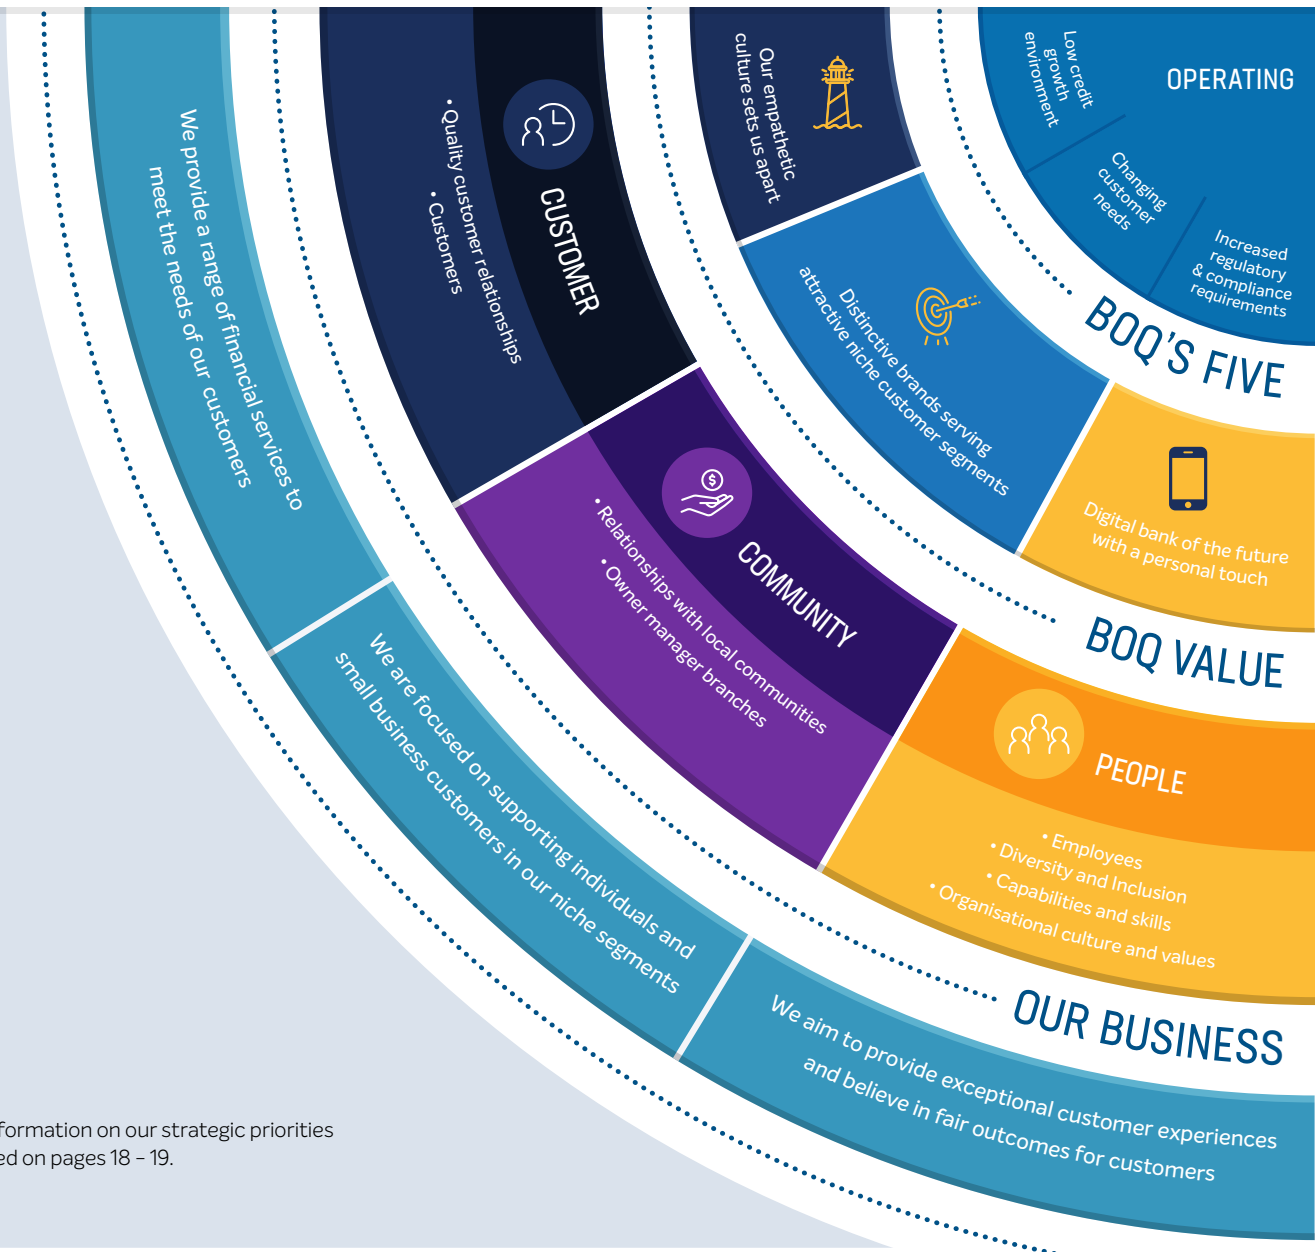 OPERATING
Low credit
growth
environment
Changing
customer
needs
Increased
regulatory
& compliance
requirements
BOQ'S FIVE
Our empathetic
culture sets us apart
Distinctive brands serving
attractive niche customer segments
Digital bank of the future
with a personal touch
BOQ VALUE
CUSTOMER
• Quality customer relationships
• Customers
COMMUNITY
• Relationships with local communities
• Owner manager branches
PEOPLE
• Employees
• Diversity and Inclusion
• Capabilities and skills
• Organisational culture and values
OUR BUSINESS
We provide a range of financial services to
meet the needs of our customers
We are focused on supporting individuals and
small business customers in our niche segments
We aim to provide exceptional customer experiences
and believe in fair outcomes for customers
formation on our strategic priorities
ed on pages 18 – 19.